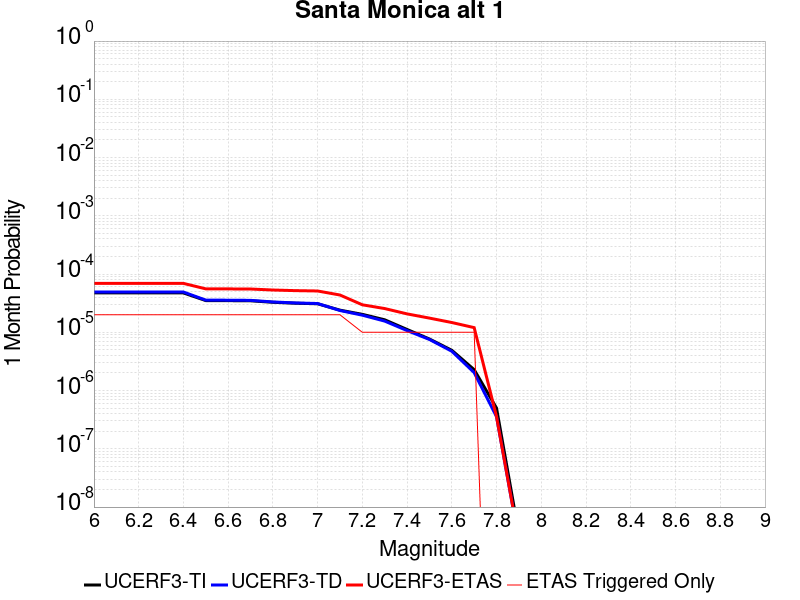 Santa Monica alt 1
10^0
10^-1
10^-2
10^-3
10^-4
10^-5
10^-6
10^-7
10^-8
1 Month Probability
6 6.2 6.4 6.6 6.8 7 7.2 7.4 7.6 7.8 8 8.2 8.4 8.6 8.8 9
Magnitude
UCERF3-TI UCERF3-TD UCERF3-ETAS ETAS Triggered Only